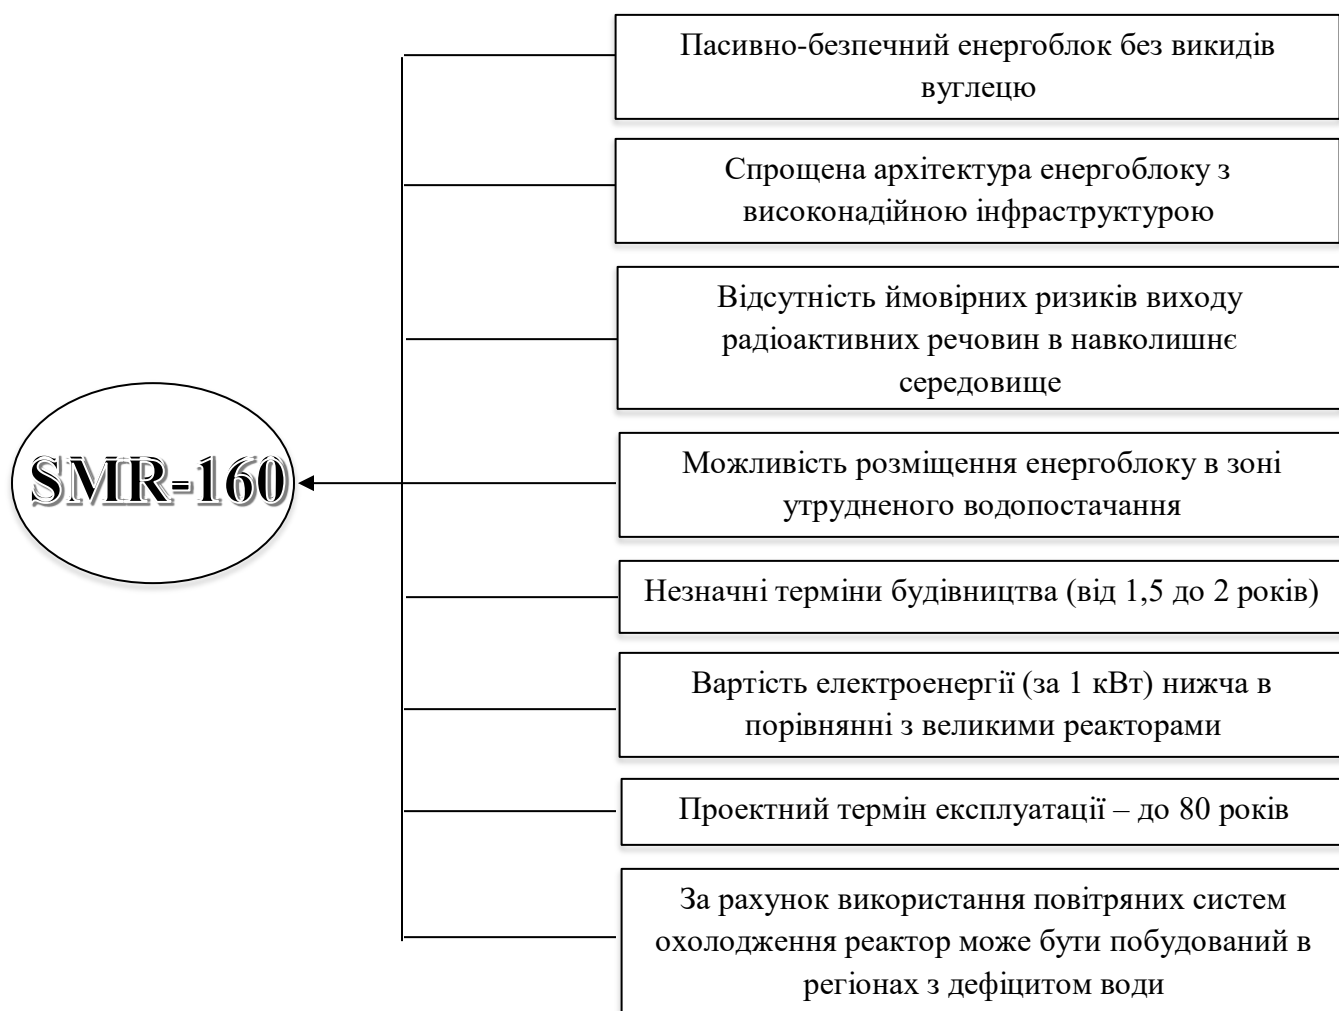 Пасивно-безпечний енергоблок без викидів
вуглецю
Спрощена архітектура енергоблоку з
високонадійною інфраструктурою
Відсутність ймовірних ризиків виходу
радіоактивних речовин в навколишнє
середовище
SMR-160
Можливість розміщення енергоблоку в зоні
утрудненого водопостачання
Незначні терміни будівництва (від 1,5 до 2 років)
Вартість електроенергії (за 1 кВт) нижча в
порівнянні з великими реакторами
Проектний термін експлуатації – до 80 років
За рахунок використання повітряних систем
охолодження реактор може бути побудований в
регіонах з дефіцитом води